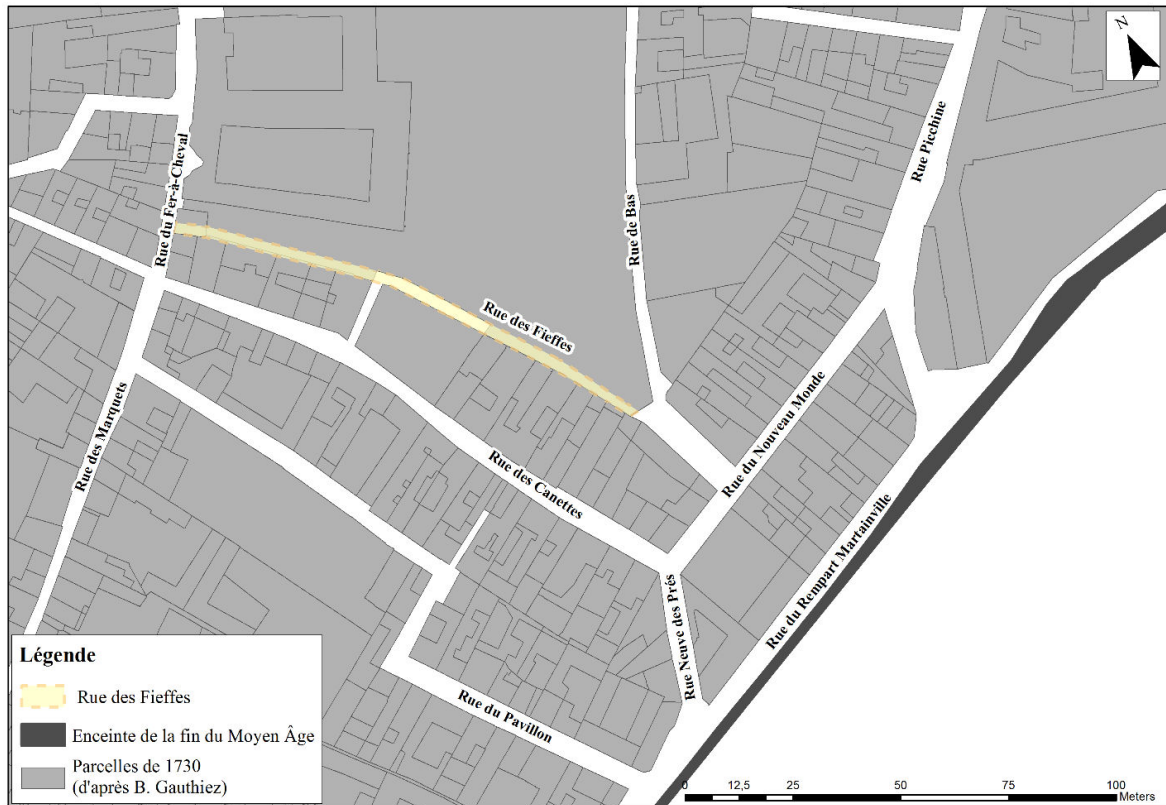 N
Rue du Fer-à-Cheval
Rue Picchine
Rue de Bas
Rue des Fieffes
Rue du Nouveau Monde
Rue des Marquets
Rue des Canettes
Rue du Rempart Martainville
Rue Neuve des Prés
Rue du Pavillon
Légende
Rue des Fieffes
Enceinte de la fin du Moyen Âge
Parcelles de 1730
(d'après B. Gauthiez)
0 12,5 25 50 75 100
Meters